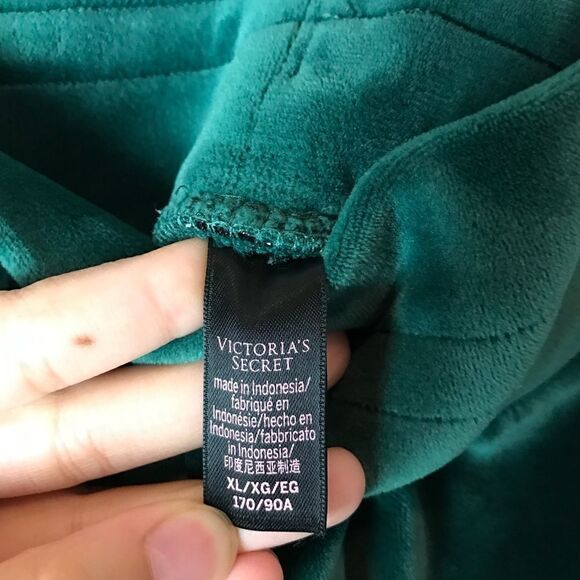 VICTORIA'S
SECRET
made in Indonesia/
fabriqué en
Indonésie/hecho en
Indonesia/fabbricato
in Indonesia/
印度尼西亚制造
XL/XG/EG
170/90A